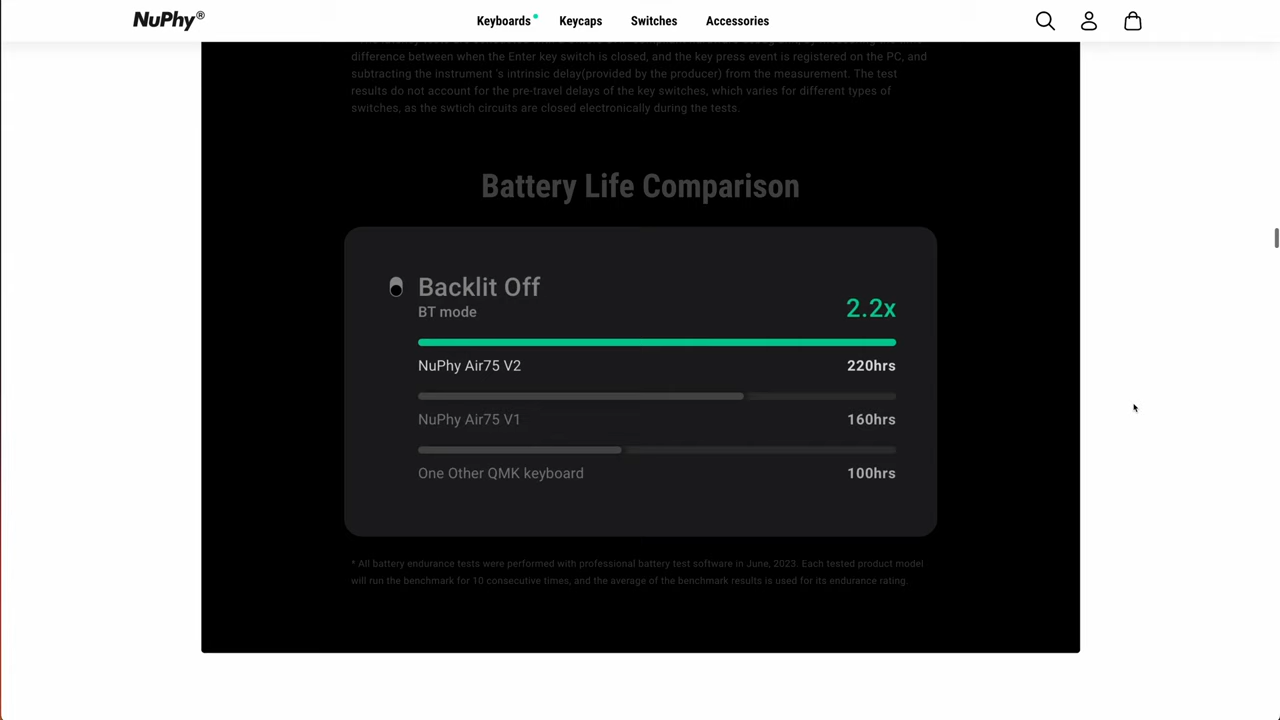 NuPhy®
Keyboards
Keycaps
Switches
Accessories
difference between when the Enter key switch is closed, and the key press event is registered on the PC, and
subtracting the instrument 's intrinsic delay(provided by the producer) from the measurement. The test
results do not account for the pre-travel delays of the key switches, which varies for different types of
switches, as the swtich circuits are closed electronically during the tests.
Battery Life Comparison
Backlit Off
BT mode
2.2x
NuPhy Air75 V2
220hrs
NuPhy Air75 V1
160hrs
One Other QMK keyboard
100hrs
* All battery endurance tests were performed with professional battery test software in June, 2023. Each tested product model
will run the benchmark for 10 consecutive times, and the average of the benchmark results is used for its endurance rating.